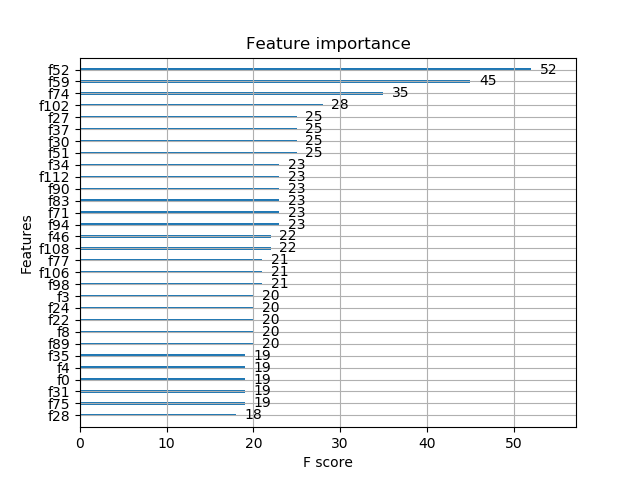 Feature importance
f52 52
f59 45
f74 35
f102 28
f27 25
f37 25
f30 25
f51 25
f34 23
f112 23
f90 23
f83 23
f71 23
f94 23
f46 22
f108 22
f77 21
f106 21
f98 21
f3 20
f24 20
f22 20
f8 20
f89 20
f35 19
f4 19
f0 19
f31 19
f75 19
f28 18
Features
0 10 20 30 40 50
F score